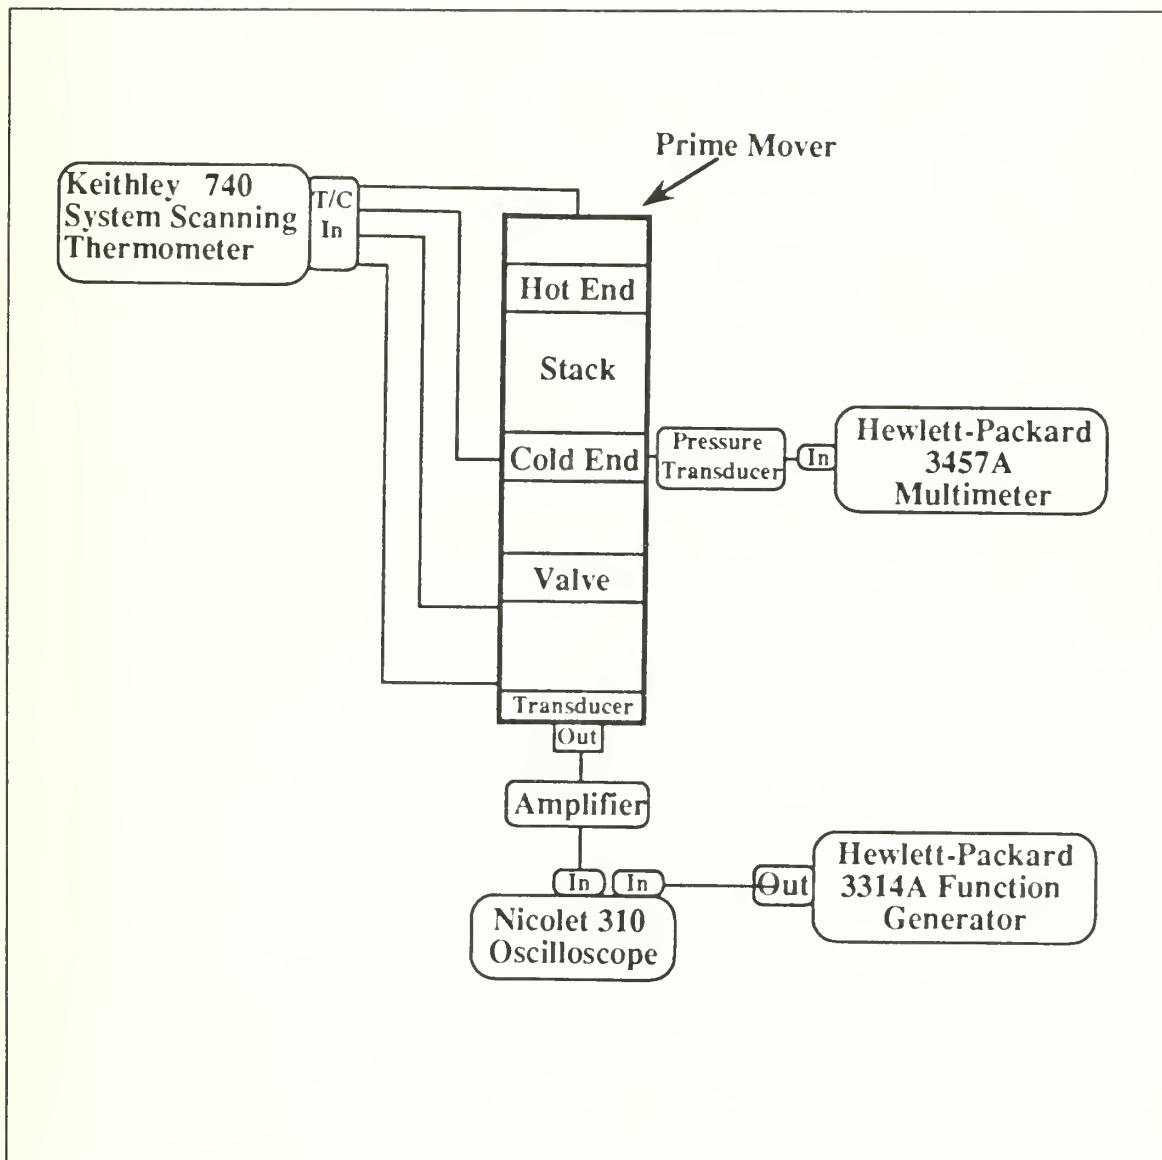 Prime Mover
Keithley 740
System Scanning
Thermometer
T/C
In
Hot End
Stack
Cold End
Pressure
Transducer
In
Hewlett-Packard
3457A
Multimeter
Valve
Transducer
Out
Amplifier
In
In
Out
Hewlett-Packard
3314A Function
Generator
Nicolet 310
Oscilloscope